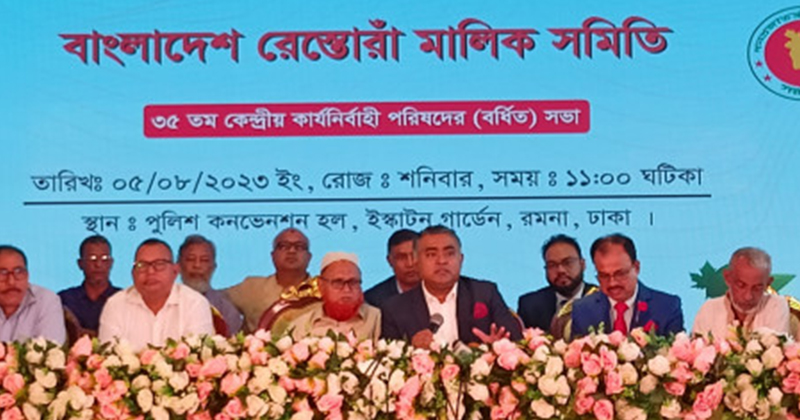 বাংলাদেশ রেস্তোরাঁ মালিক সমিতি
৩৫ তম কেন্দ্রীয় কার্যনির্বাহী পরিষদের (বর্ধিত) সভা
তারিখঃ ০৫/০৮/২০২৩ ইং, রোজ ঃ শনিবার, সময় ঃ ১১:০০ ঘটিকা
স্থান ঃ পুলিশ কনভেনশন হল, ইস্কাটন গার্ডেন, রমনা, ঢাকা ।